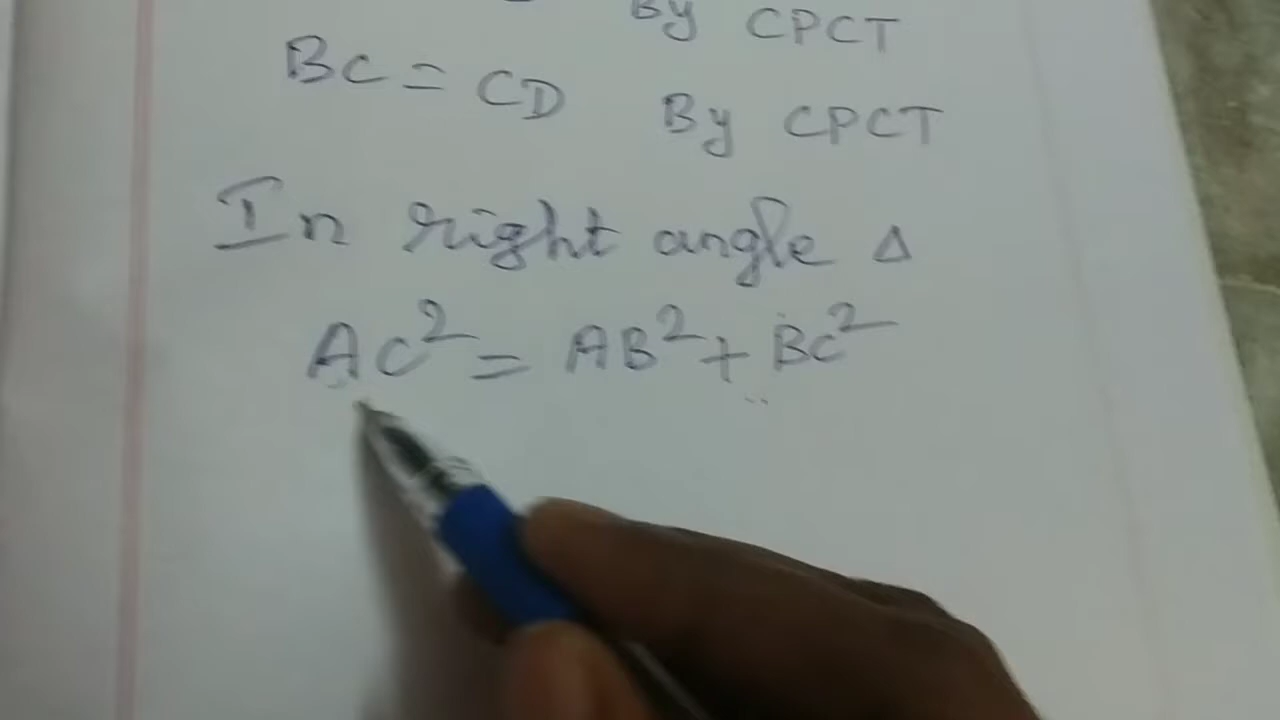 By CPCT
BC = CD By CPCT
In right angle Δ
AC² = AB² + BC²